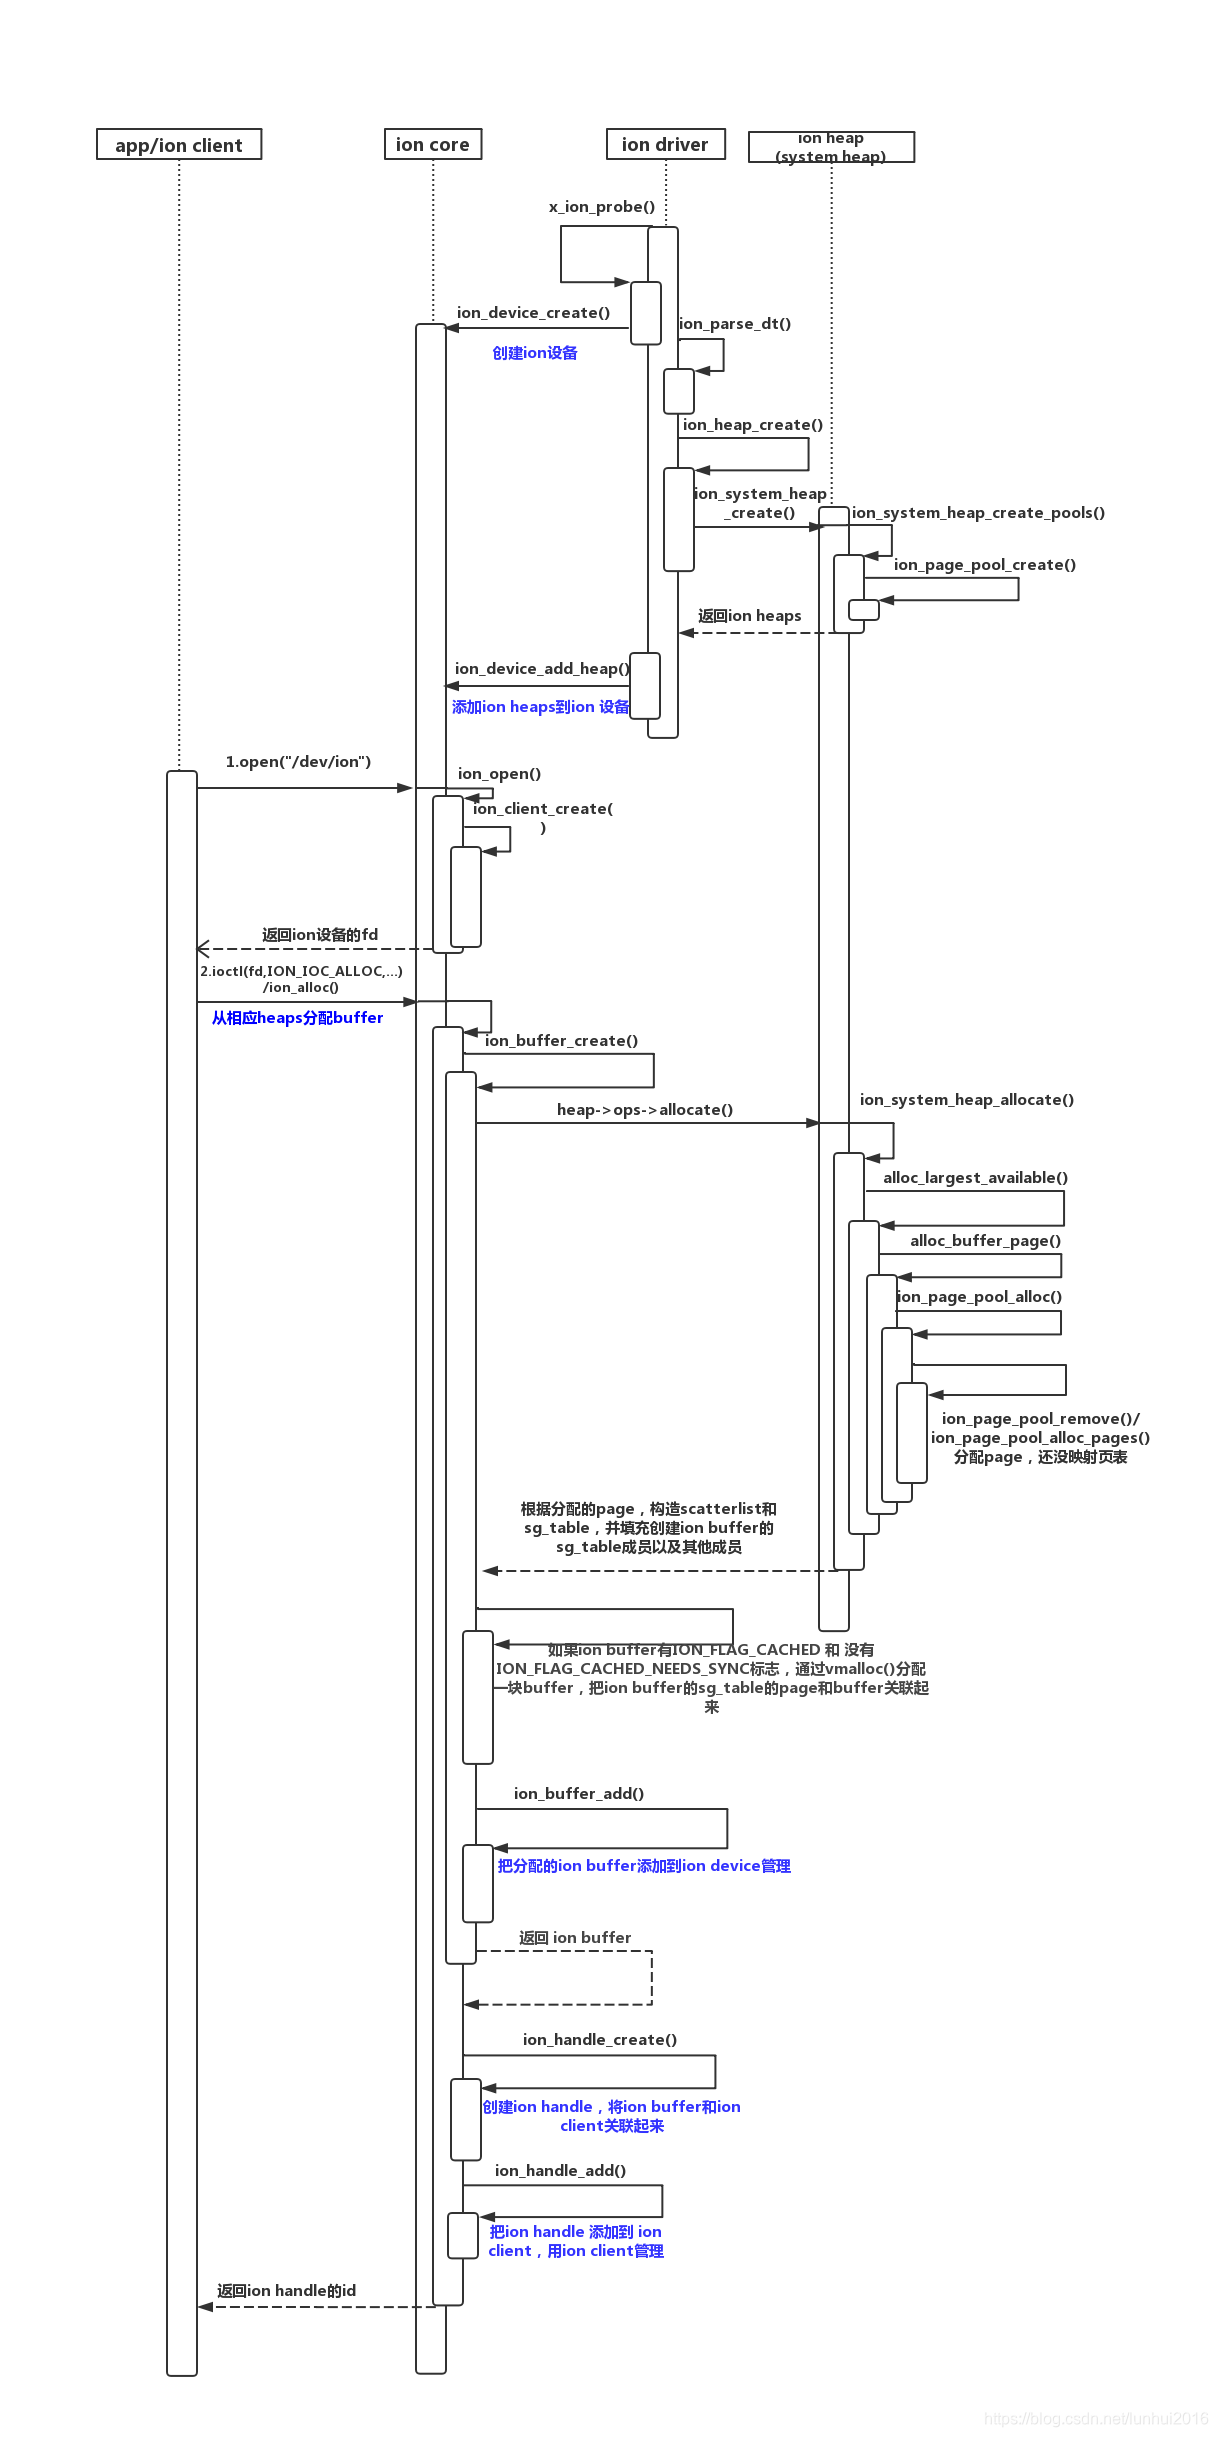 app/ion client
ion core
ion driver
ion heap
(system heap)
x_ion_probe()
ion_device_create()
创建ion设备
ion_parse_dt()
ion_heap_create()
ion_system_heap
_create()
ion_system_heap_create_pools()
ion_page_pool_create()
返回ion heaps
ion_device_add_heap()
添加ion heaps到ion 设备
1.open("/dev/ion")
ion_open()
ion_client_create(
)
返回ion设备的fd
2.ioctl(fd,ION_IOC_ALLOC,...)
/ion_alloc()
从相应heaps分配buffer
ion_buffer_create()
heap->ops->allocate()
ion_system_heap_allocate()
alloc_largest_available()
alloc_buffer_page()
ion_page_pool_alloc()
ion_page_pool_remove()/
ion_page_pool_alloc_pages()
分配page，还没映射页表
根据分配的page，构造scatterlist和
sg_table，并填充创建ion buffer的
sg_table成员以及其他成员
如果ion buffer有ION_FLAG_CACHED 和 没有
ION_FLAG_CACHED_NEEDS_SYNC标志，通过vmalloc()分配
一块buffer，把ion buffer的sg_table的page和buffer关联起
来
ion_buffer_add()
把分配的ion buffer添加到ion device管理
返回 ion buffer
ion_handle_create()
创建ion handle，将ion buffer和ion
client关联起来
ion_handle_add()
把ion handle 添加到 ion
client，用ion client管理
返回ion handle的id
https://blog.csdn.net/lunhui2016